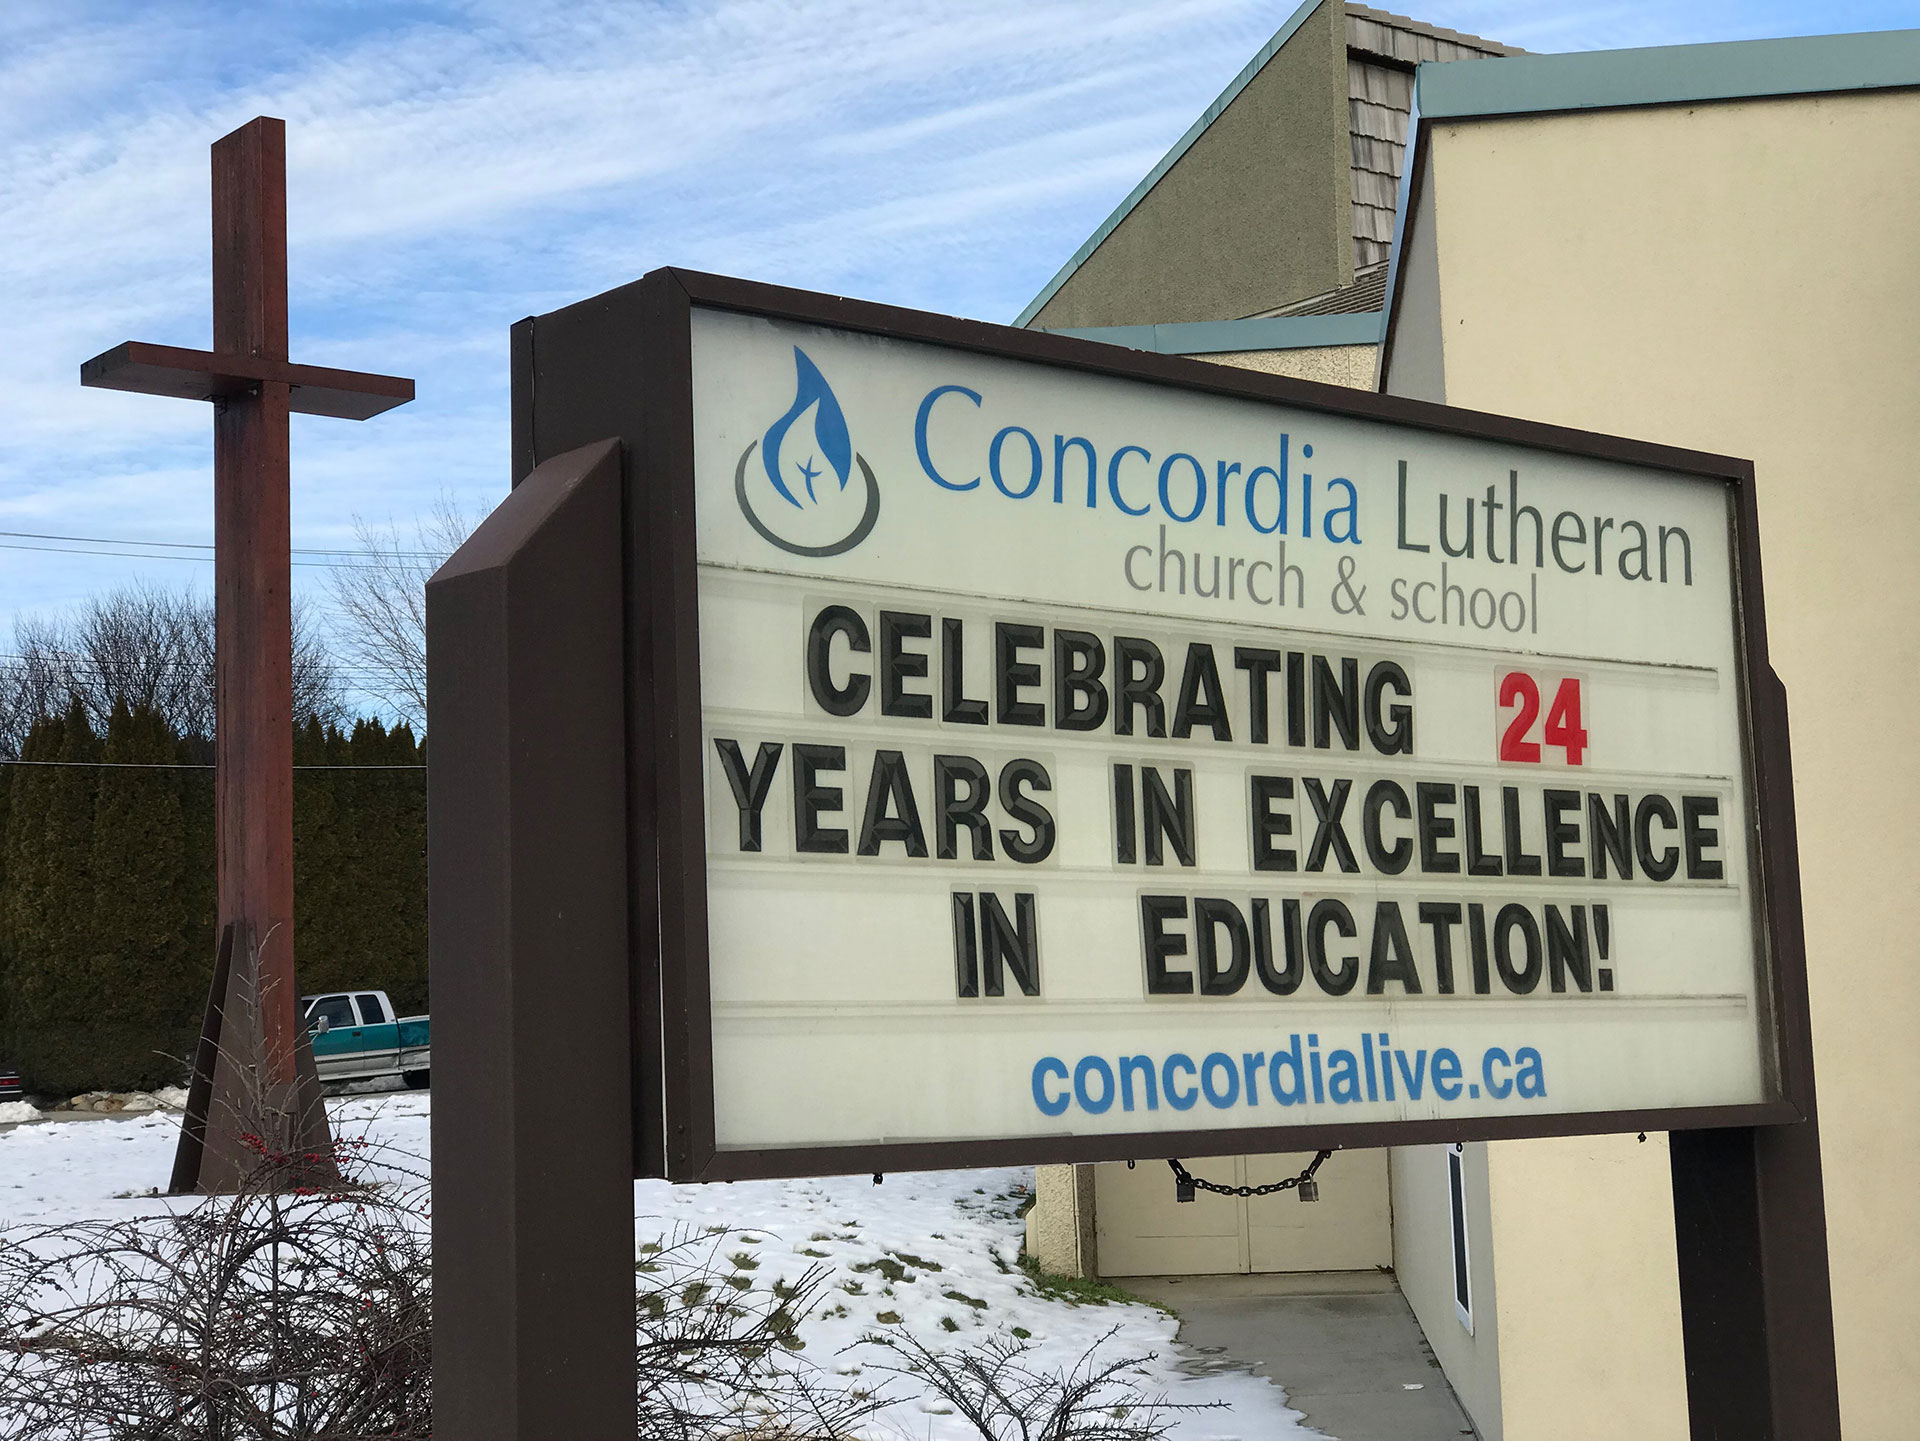 Concordia Lutheran
church & school
CELEBRATING 24
YEARS IN EXCELLENCE
IN EDUCATION!
concordialive.ca